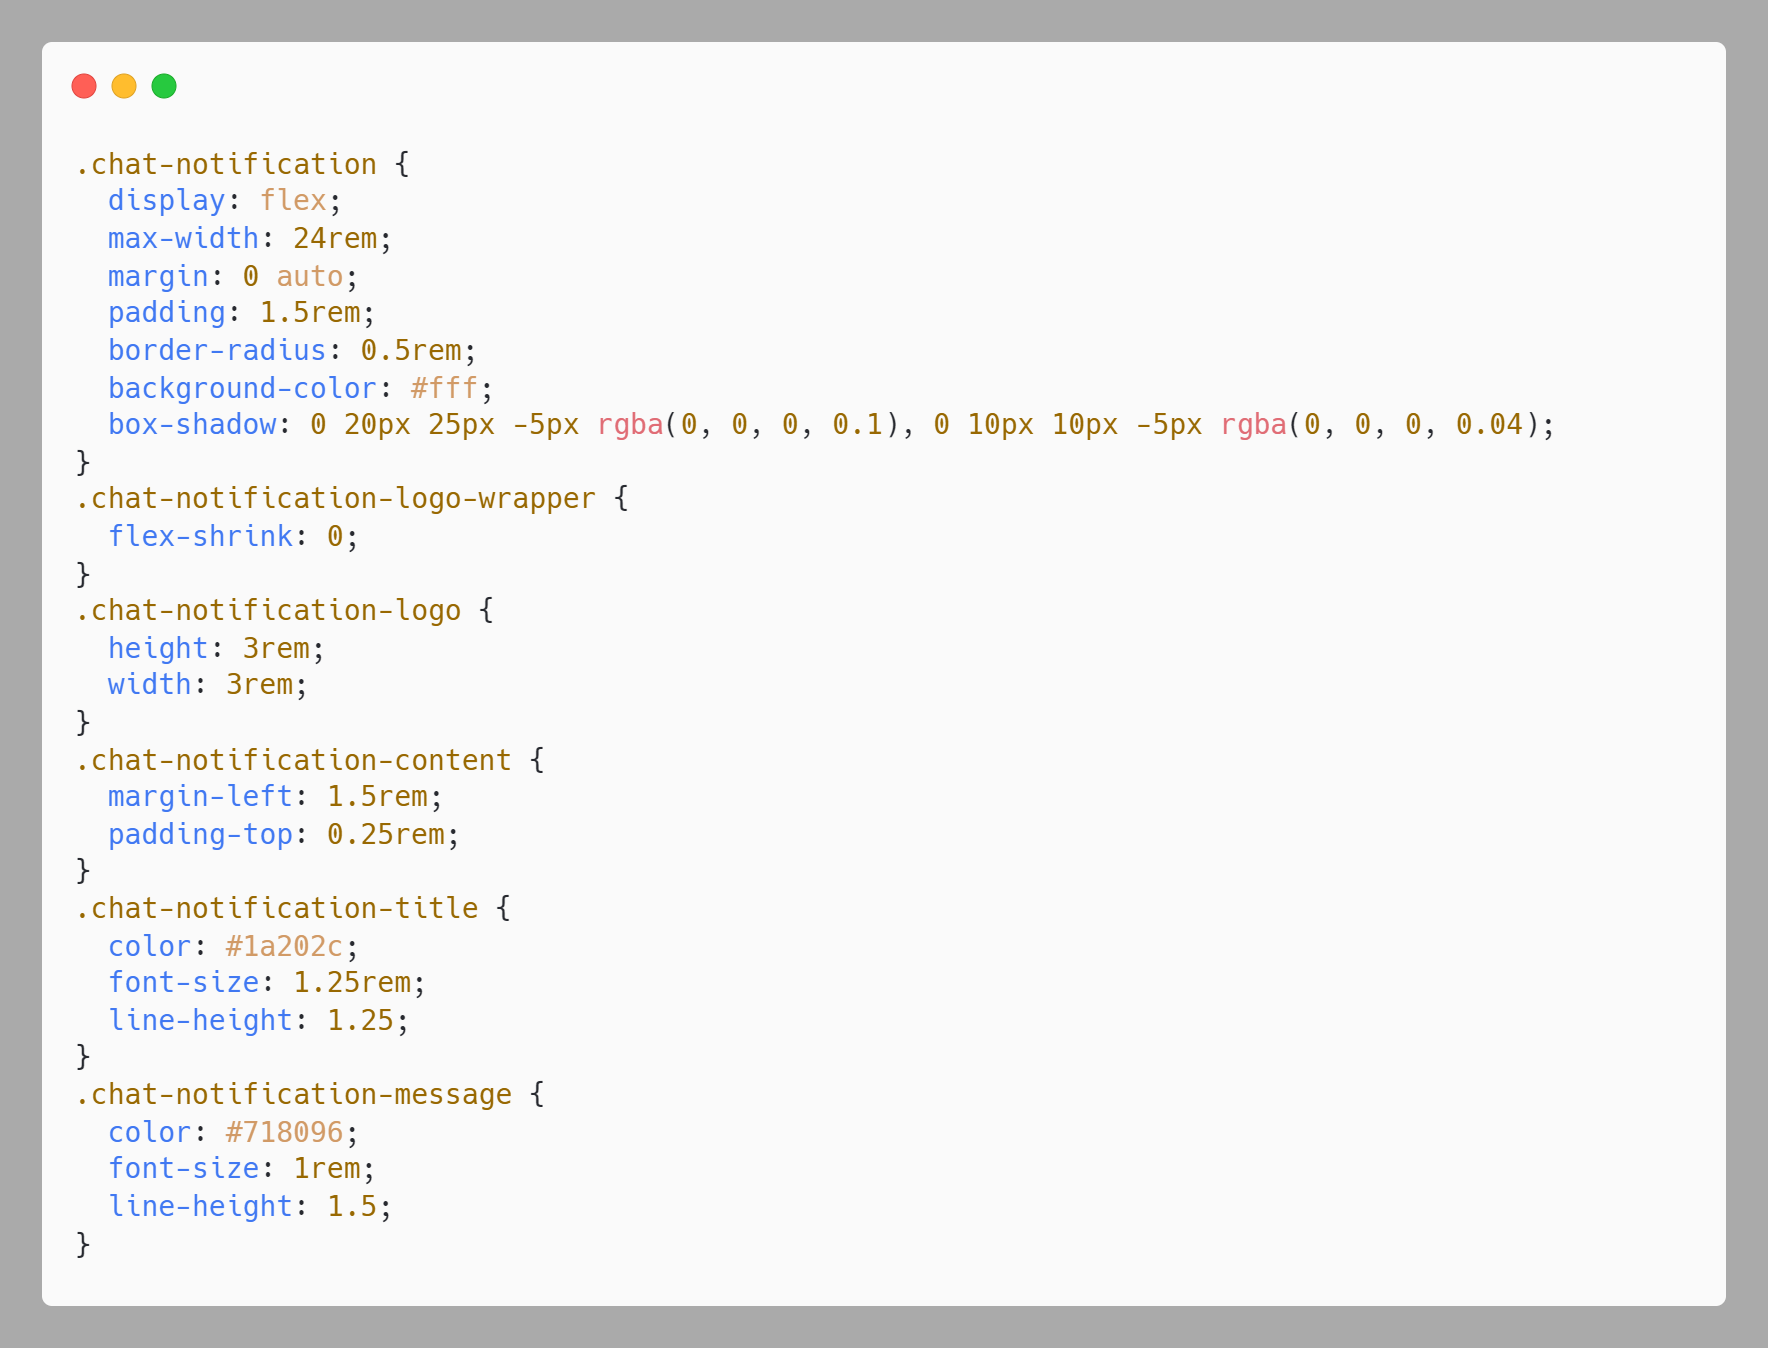 .chat-notification {
  display: flex;
  max-width: 24rem;
  margin: 0 auto;
  padding: 1.5rem;
  border-radius: 0.5rem;
  background-color: #fff;
  box-shadow: 0 20px 25px -5px rgba(0, 0, 0, 0.1), 0 10px 10px -5px rgba(0, 0, 0, 0.04);
}
.chat-notification-logo-wrapper {
  flex-shrink: 0;
}
.chat-notification-logo {
  height: 3rem;
  width: 3rem;
}
.chat-notification-content {
  margin-left: 1.5rem;
  padding-top: 0.25rem;
}
.chat-notification-title {
  color: #1a202c;
  font-size: 1.25rem;
  line-height: 1.25;
}
.chat-notification-message {
  color: #718096;
  font-size: 1rem;
  line-height: 1.5;
}